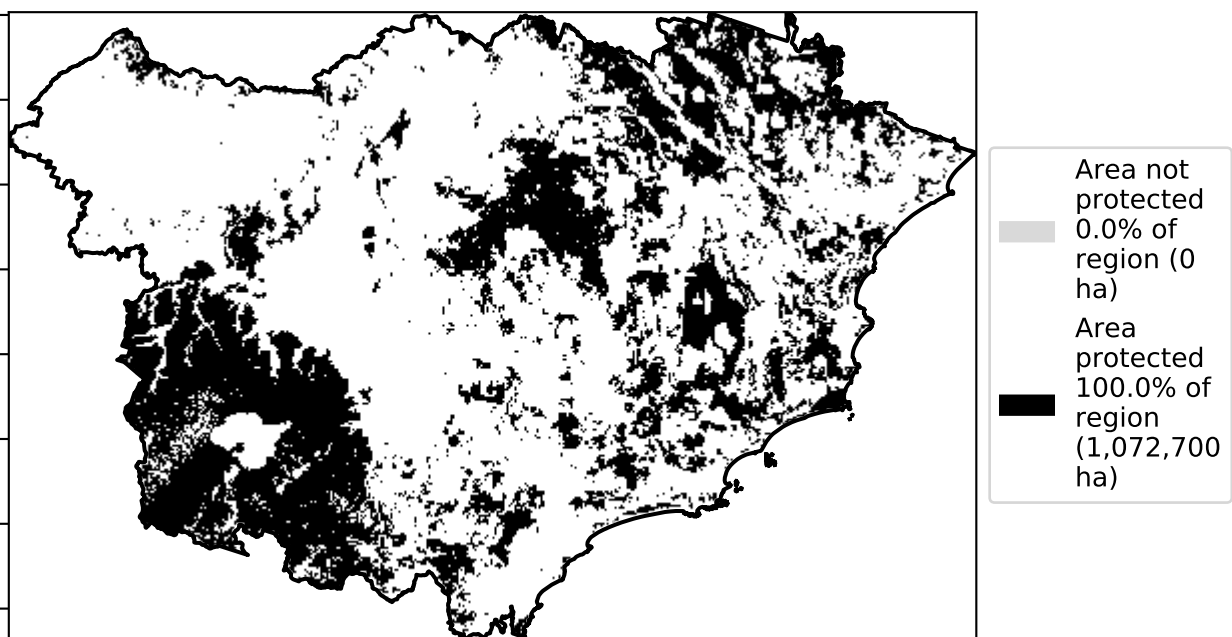 Area not
protected
0.0% of
region (0
ha)
Area
protected
100.0% of
region
(1,072,700
ha)